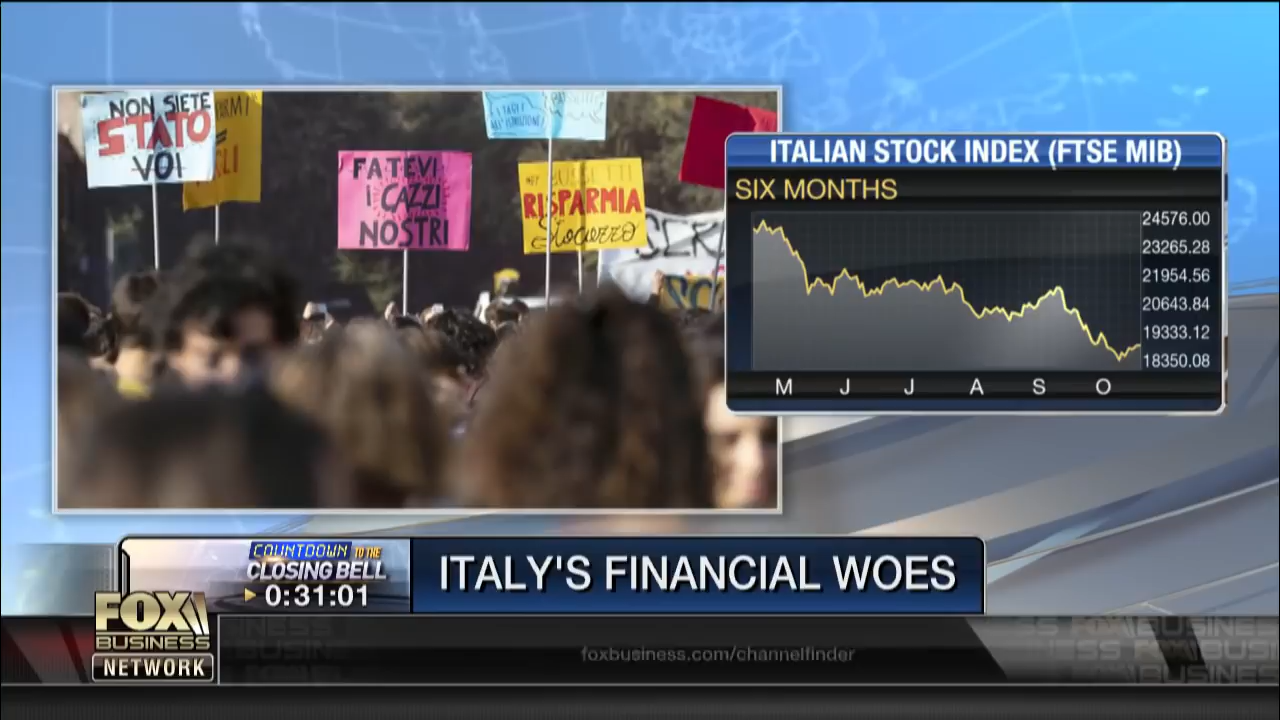 NON SIETE
STATO
VOI
FATEVI
I CAZZI
NOSTRI
RISPARMIA
ITALIAN STOCK INDEX (FTSE MIB)
SIX MONTHS
24576.00
23265.28
21954.56
20643.84
19333.12
18350.08
M J J A S O
COUNTDOWN TO THE
CLOSING BELL
0:31:01
ITALY'S FINANCIAL WOES
FOX
BUSINESS
NETWORK
foxbusiness.com/channelfinder